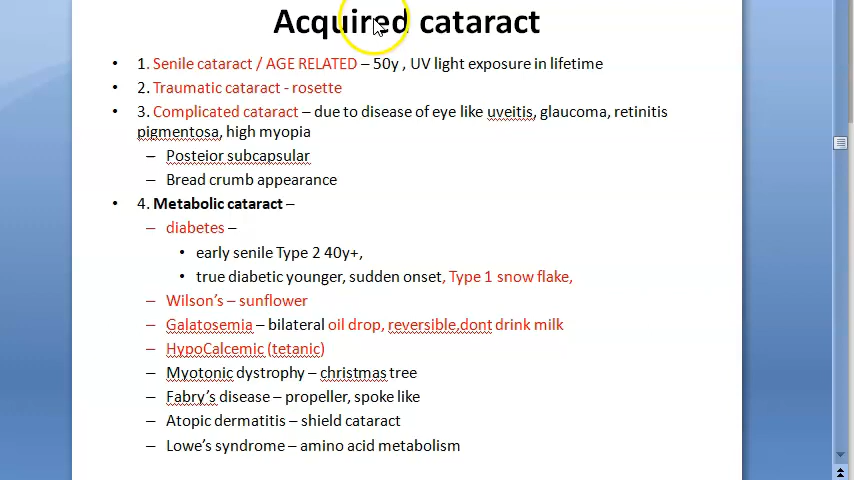 Acquired cataract
• 1. Senile cataract / AGE RELATED – 50y , UV light exposure in lifetime
• 2. Traumatic cataract - rosette
• 3. Complicated cataract – due to disease of eye like uveitis, glaucoma, retinitis
pigmentosa, high myopia
– Posteior subcapsular
– Bread crumb appearance
• 4. Metabolic cataract –
– diabetes –
• early senile Type 2 40y+,
• true diabetic younger, sudden onset, Type 1 snow flake,
– Wilson's – sunflower
– Galatosemia – bilateral oil drop, reversible,dont drink milk
– HypoCalcemic (tetanic)
– Myotonic dystrophy – christmas tree
– Fabry's disease – propeller, spoke like
– Atopic dermatitis – shield cataract
– Lowe's syndrome – amino acid metabolism